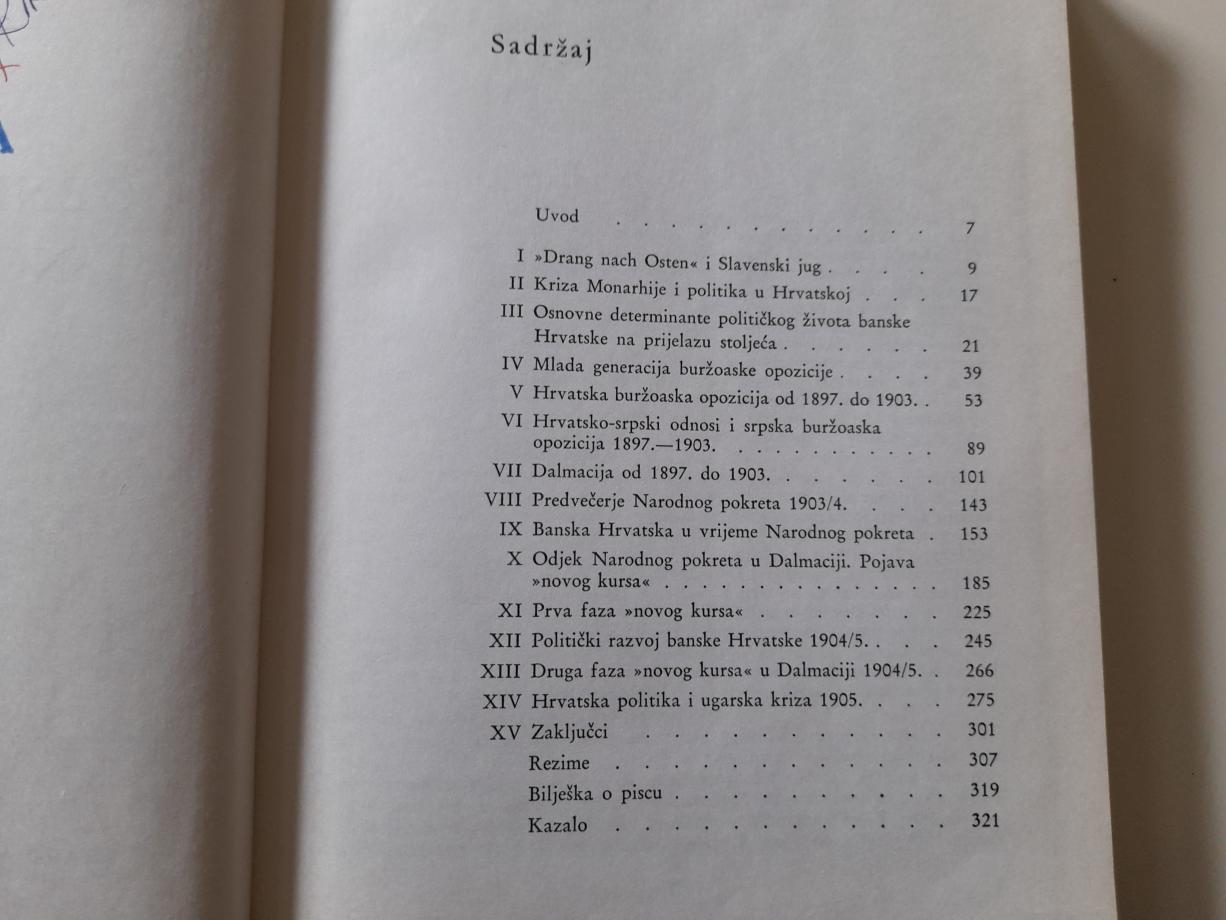 Sadržaj
Uvod . . . . . . . . . . . . 7
I »Drang nach Osten« i Slavenski jug . . . . 9
II Kriza Monarhije i politika u Hrvatskoj . . . 17
III Osnovne determinante političkog života banske
Hrvatske na prijelazu stoljeća . . . . . . 21
IV Mlada generacija buržoaske opozicije . . . . 39
V Hrvatska buržoaska opozicija od 1897. do 1903. . 53
VI Hrvatsko-srpski odnosi i srpska buržoaska
opozicija 1897.—1903. . . . . . . . . . . . 89
VII Dalmacija od 1897. do 1903. . . . . . . 101
VIII Predvečerje Narodnog pokreta 1903/4. . . . 143
IX Banska Hrvatska u vrijeme Narodnog pokreta . 153
X Odjek Narodnog pokreta u Dalmaciji. Pojava
»novog kursa« . . . . . . . . . . . . . . 185
XI Prva faza »novog kursa« . . . . . . . 225
XII Politički razvoj banske Hrvatske 1904/5. . . . 245
XIII Druga faza »novog kursa« u Dalmaciji 1904/5. . 266
XIV Hrvatska politika i ugarska kriza 1905. . . . 275
XV Zaključci . . . . . . . . . . . 301
Rezime . . . . . . . . . . . . 307
Bilješka o piscu . . . . . . . . . . 319
Kazalo . . . . . . . . . . . . 321